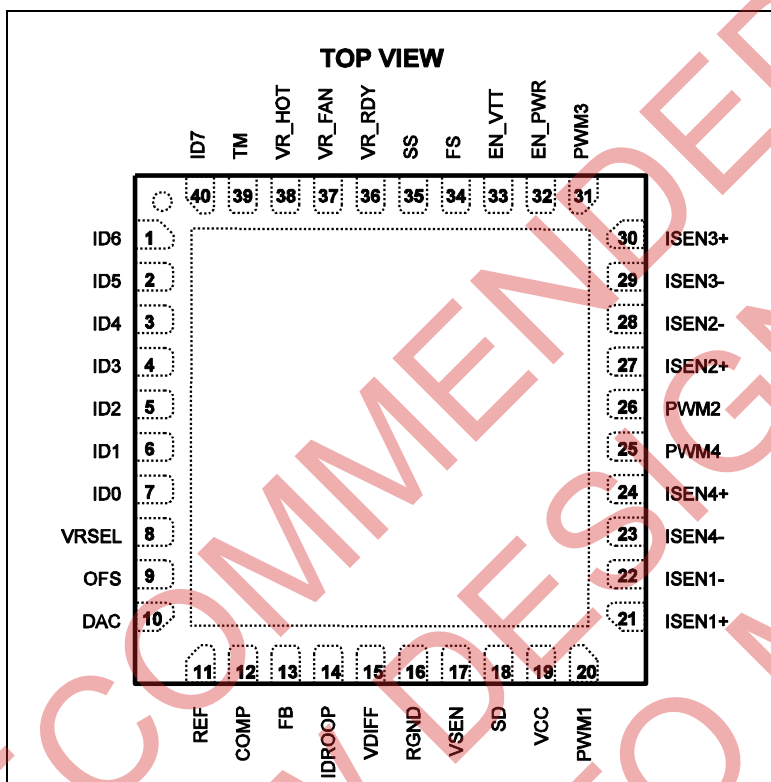 TOP VIEW
ID7
TM
VR_HOT
VR_FAN
VR_RDY
SS
FS
EN_VTT
EN_PWR
PWM3
40 39 38 37 36 35 34 33 32 31
ID6 1
ID5 2
ID4 3
ID3 4
ID2 5
ID1 6
ID0 7
VRSEL 8
OFS 9
DAC 10
30 ISEN3+
29 ISEN3-
28 ISEN2-
27 ISEN2+
26 PWM2
25 PWM4
24 ISEN4+
23 ISEN4-
22 ISEN1-
21 ISEN1+
11 12 13 14 15 16 17 18 19 20
REF
COMP
FB
IDROOP
VDIFF
RGND
VSEN
SD
VCC
PWM1